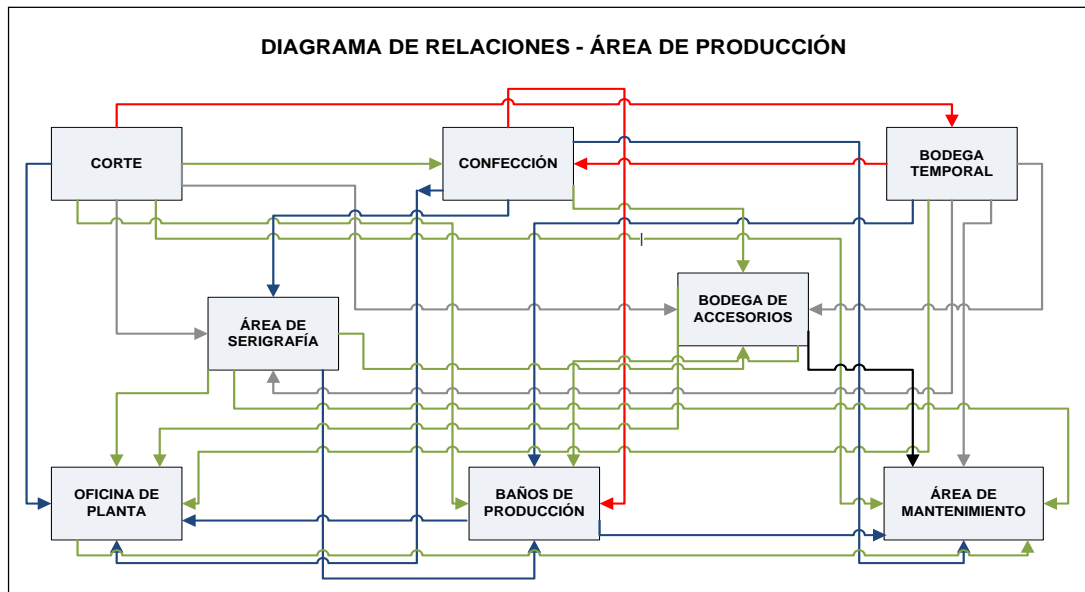 DIAGRAMA DE RELACIONES - ÁREA DE PRODUCCIÓN
CORTE
CONFECCIÓN
BODEGA
TEMPORAL
ÁREA DE
SERIGRAFÍA
BODEGA DE
ACCESORIOS
OFICINA DE
PLANTA
BAÑOS DE
PRODUCCIÓN
ÁREA DE
MANTENIMIENTO